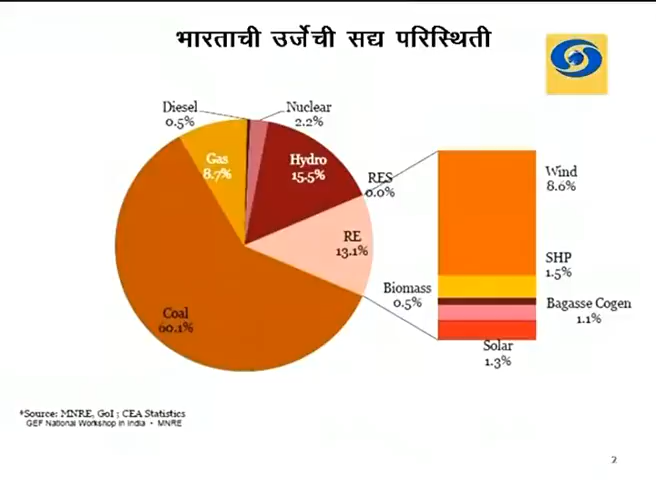 भारताची उर्जेची सद्य परिस्थिती
Diesel
0.5%
Nuclear
2.2%
Gas
8.7%
Hydro
15.5%
RES
0.0%
RE
13.1%
Coal
60.1%
Wind
8.6%
SHP
1.5%
Biomass
0.5%
Bagasse Cogen
1.1%
Solar
1.3%
*Source: MNRE, GoI ; CEA Statistics
GEF National Workshop in India • MNRE
2